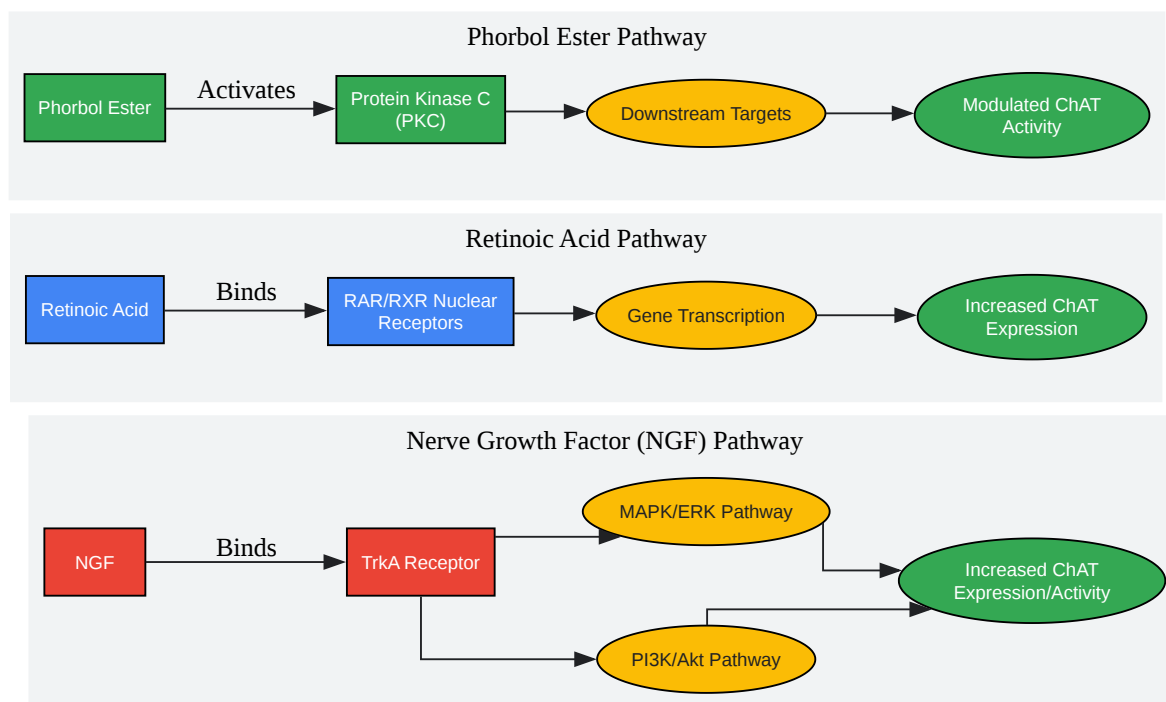 Phorbol Ester Pathway
Phorbol Ester
Activates
Protein Kinase C
(PKC)
Downstream Targets
Modulated ChAT
Activity
Retinoic Acid Pathway
Retinoic Acid
Binds
RAR/RXR Nuclear
Receptors
Gene Transcription
Increased ChAT
Expression
Nerve Growth Factor (NGF) Pathway
NGF
Binds
TrkA Receptor
MAPK/ERK Pathway
PI3K/Akt Pathway
Increased ChAT
Expression/Activity